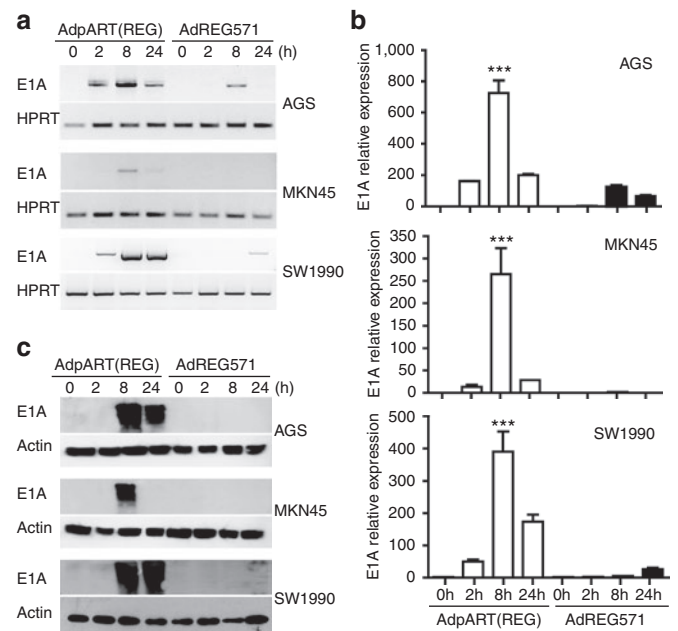 a
AdpART(REG) AdREG571
0 2 8 24 0 2 8 24 (h)
E1A
HPRT
AGS
E1A
HPRT
MKN45
E1A
HPRT
SW1990
b
1,000
800
600
400
200
0
E1A relative expression
***
AGS
350
300
250
200
150
100
50
0
E1A relative expression
***
MKN45
500
400
300
200
100
0
E1A relative expression
***
SW1990
0h 2h 8h 24h 0h 2h 8h 24h
AdpART(REG) AdREG571
c
AdpART(REG) AdREG571
0 2 8 24 0 2 8 24 (h)
E1A
Actin
AGS
E1A
Actin
MKN45
E1A
Actin
SW1990